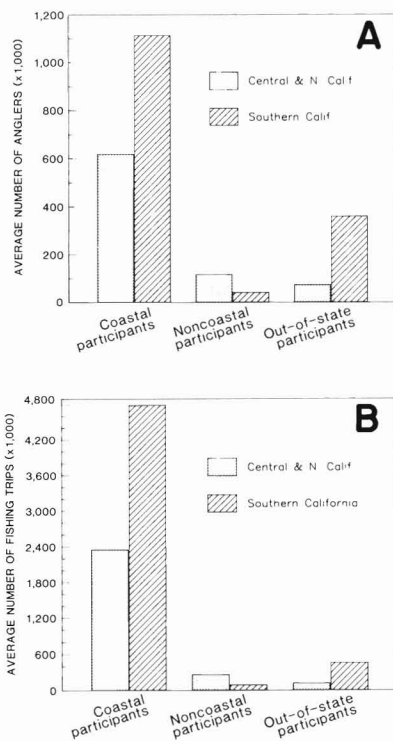 A
AVERAGE NUMBER OF ANGLERS (x1,000)
1,200
1,000
800
600
400
200
0
Central & N Calif
Southern Calif
Coastal
participants
Noncoastal
participants
Out-of-state
participants
B
AVERAGE NUMBER OF FISHING TRIPS (x1,000)
4,800
4,200
3,600
3,000
2,400
1,800
1,200
600
0
Central & N Calif
Southern California
Coastal
participants
Noncoastal
participants
Out-of-state
participants